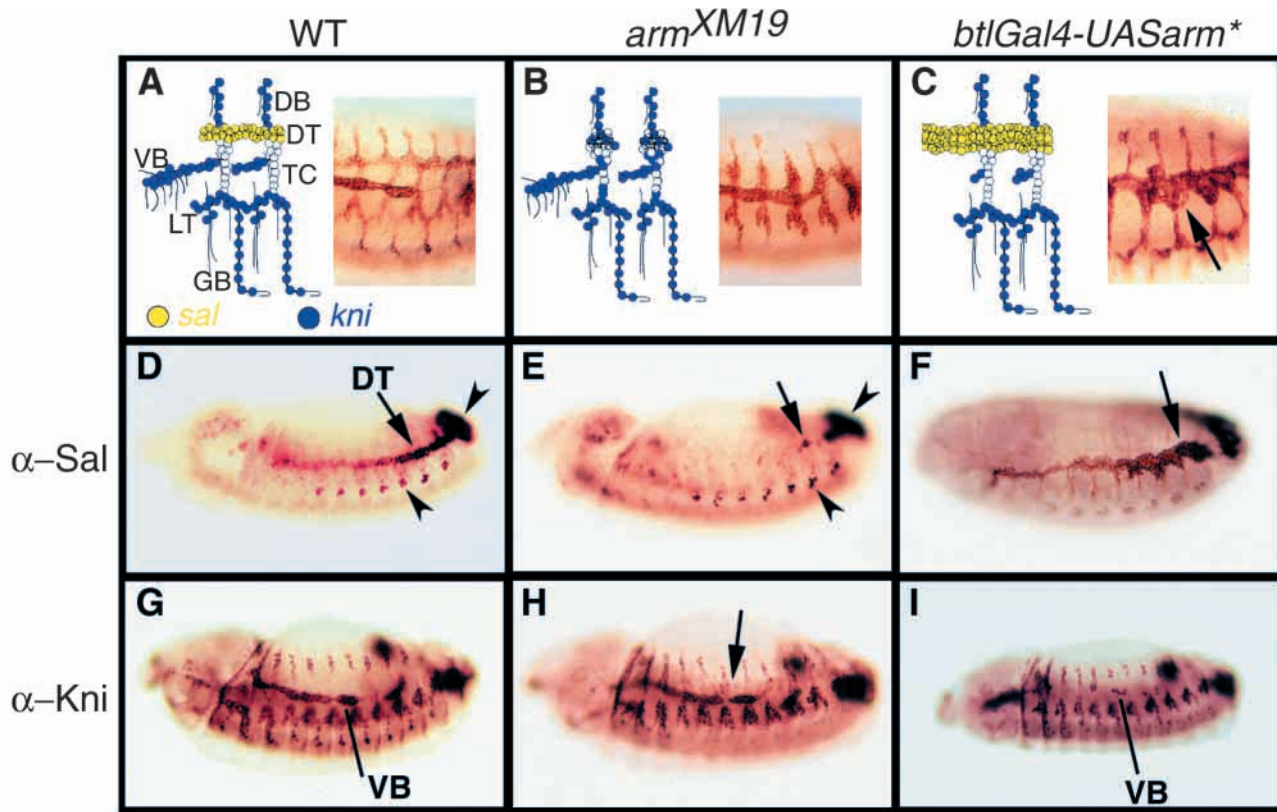 WT
armXM19
btlGal4-UASarm*
A
DB
DT
VB
TC
LT
GB
sal
kni
B
C
α–Sal
D
DT
E
F
α–Kni
G
VB
H
I
VB